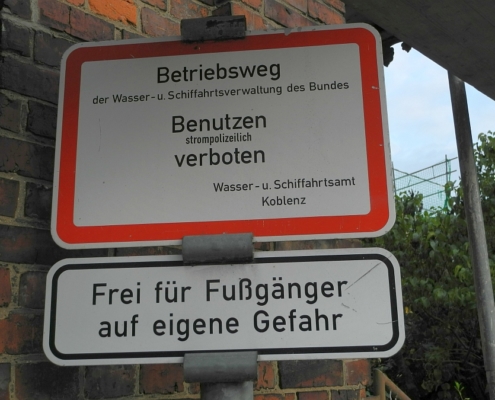 Betriebsweg
der Wasser- u. Schiffahrtsverwaltung des Bundes
Benutzen
strompolizeilich
verboten
Wasser- u. Schiffahrtsamt
Koblenz
Frei für Fußgänger
auf eigene Gefahr